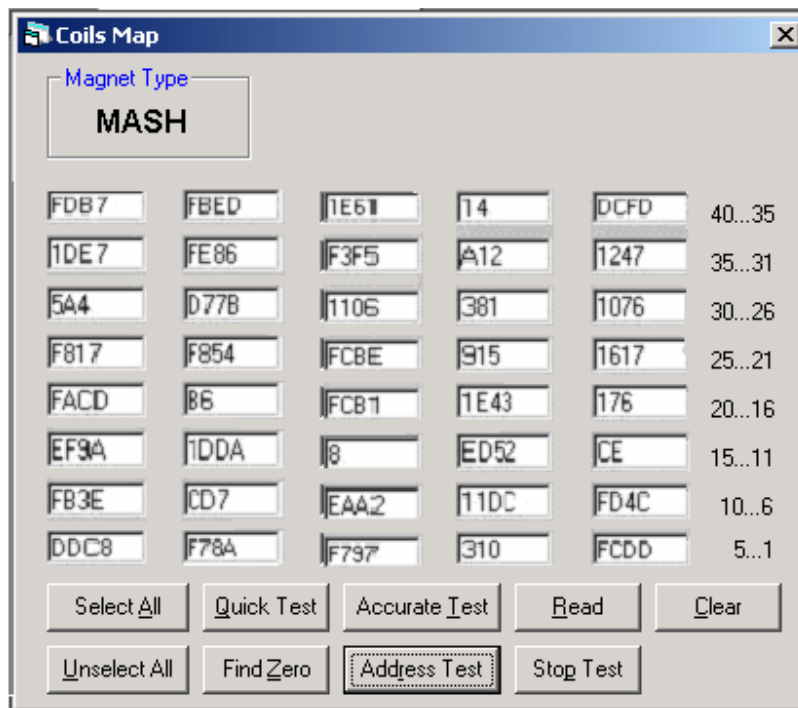 Coils Map
Magnet Type
MASH
FDB7 FBED 1E61 14 DCFD 40...35
1DE7 FE86 F3F5 A12 1247 35...31
5A4 D77B 1106 381 1076 30...26
F817 F854 FCBE 915 1617 25...21
FACD B6 FCB1 1E43 176 20...16
EF9A 1DDA 8 ED52 CE 15...11
FB3E CD7 EAA2 11DC FD4C 10...6
DDC8 F78A F797 310 FCDD 5...1
Select All Quick Test Accurate Test Read Clear
Unselect All Find Zero Address Test Stop Test